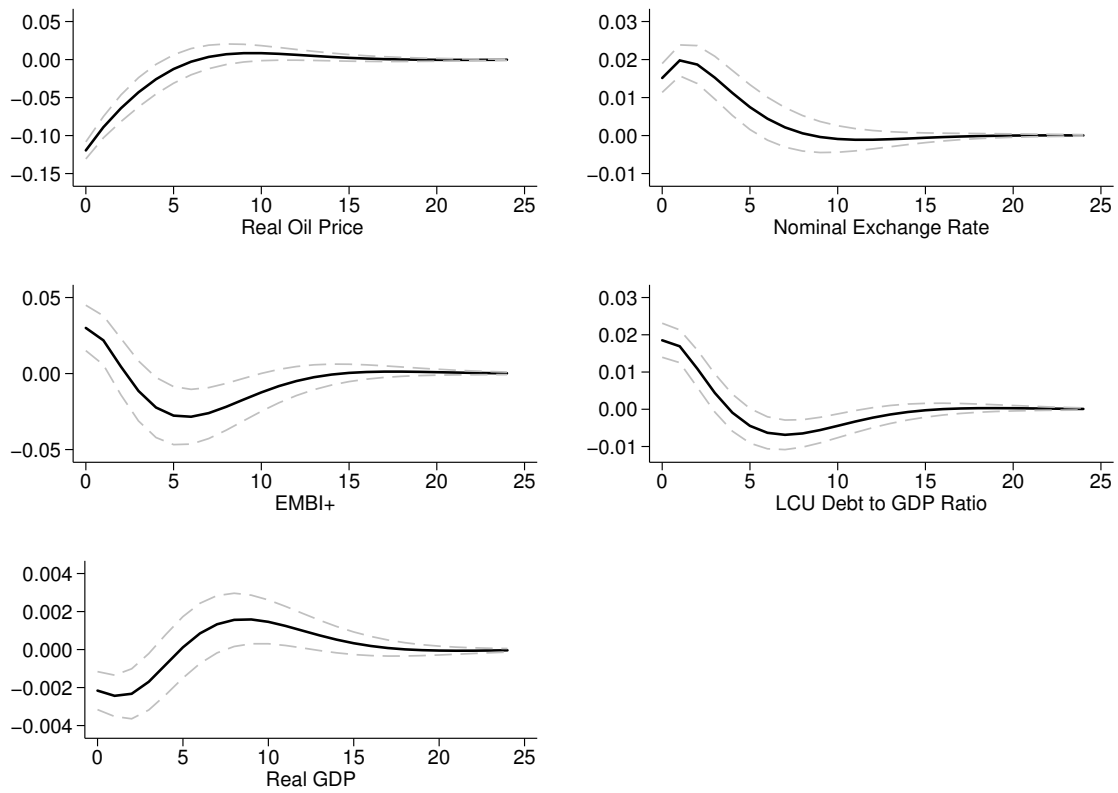 0.05
0.00
−0.05
−0.10
−0.15
0 5 10 15 20 25
Real Oil Price
0.03
0.02
0.01
0.00
−0.01
0 5 10 15 20 25
Nominal Exchange Rate
0.05
0.00
−0.05
0 5 10 15 20 25
EMBI+
0.03
0.02
0.01
0.00
−0.01
0 5 10 15 20 25
LCU Debt to GDP Ratio
0.004
0.002
0.000
−0.002
−0.004
0 5 10 15 20 25
Real GDP